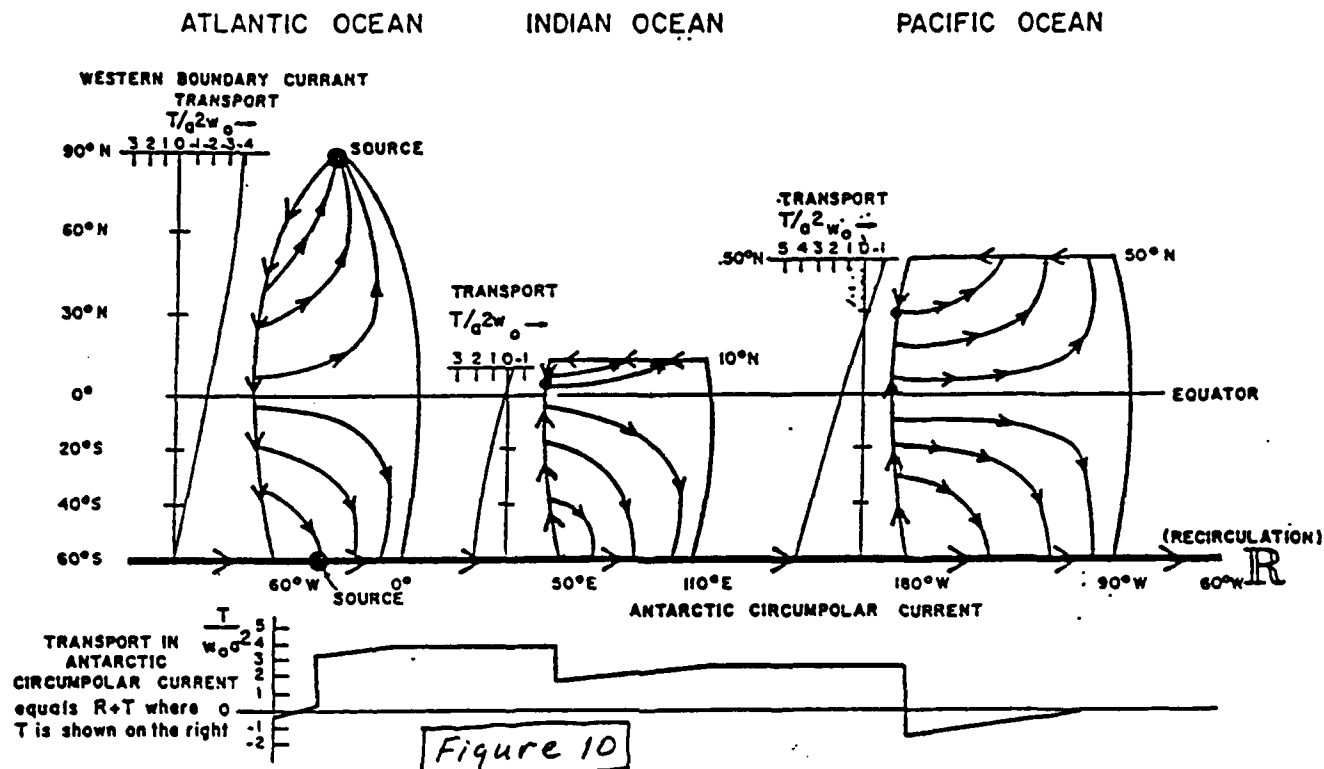 ATLANTIC OCEAN
INDIAN OCEAN
PACIFIC OCEAN
WESTERN BOUNDARY CURRANT
TRANSPORT
T/a2w₀→
3 2 1 0 -1 -2 -3 -4
90° N
SOURCE
60° N
30° N
0°
20° S
40° S
60° S
TRANSPORT
T/a2w₀→
3 2 1 0 -1
10° N
TRANSPORT
T/a2w₀→
5 4 3 2 1 0 -1
.50° N
50° N
EQUATOR
(RECIRCULATION)
R
60° W
0°
50° E
110° E
180° W
90° W
60° W
SOURCE
ANTARCTIC CIRCUMPOLAR CURRENT
T
w₀a²
5
4
3
2
1
0
-1
-2
TRANSPORT IN
ANTARCTIC
CIRCUMPOLAR CURRENT
equals R+T where
T is shown on the right
Figure 10